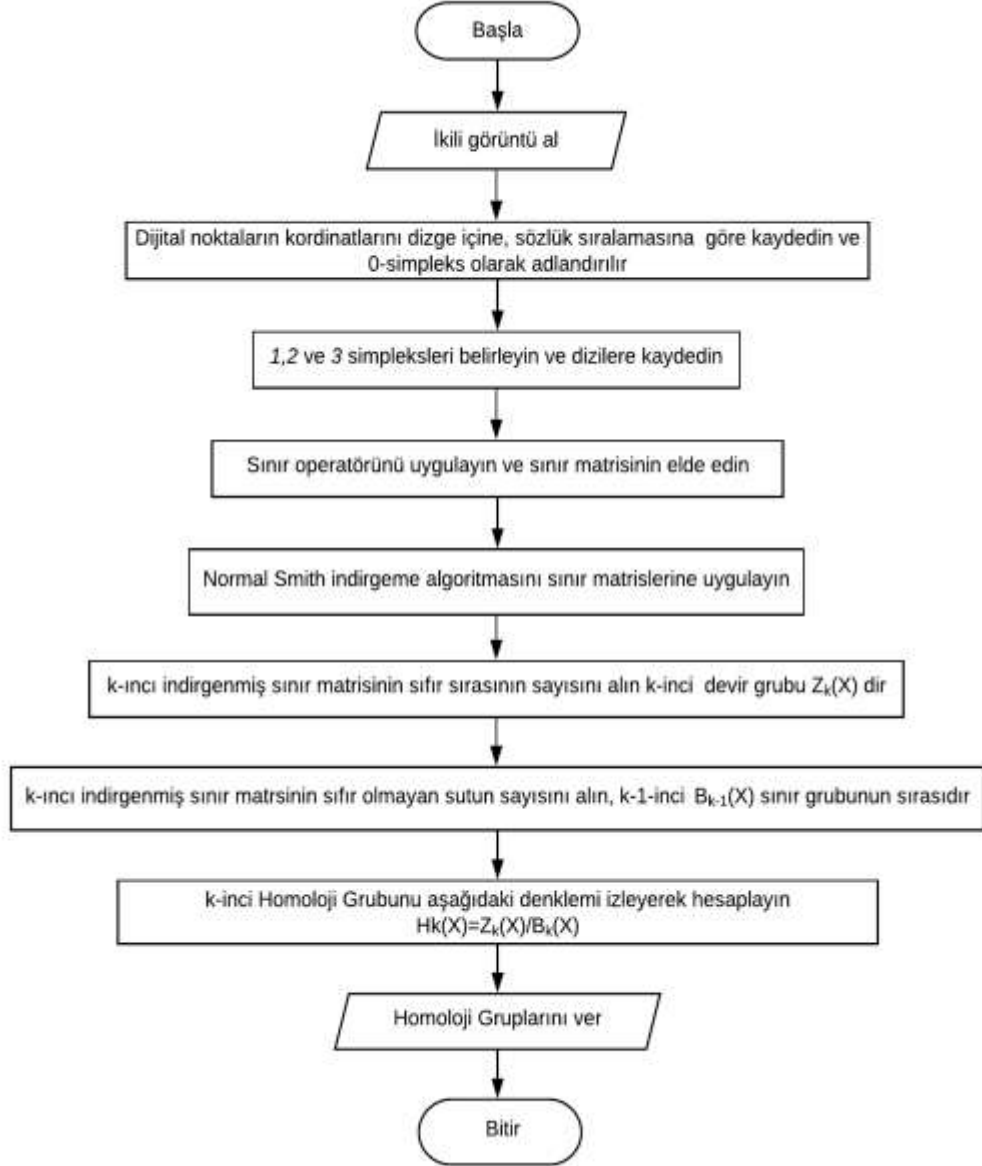 Başla
İkili görüntü al
Dijital noktaların kordinatlarını dizge içine, sözlük sıralamasına göre kaydedin ve
0-simpleks olarak adlandırılır
1,2 ve 3 simpleksleri belirleyin ve dizilere kaydedin
Sınır operatörünü uygulayın ve sınır matrisinin elde edin
Normal Smith indirgeme algoritmasını sınır matrislerine uygulayın
k-ıncı indirgenmiş sınır matrisinin sıfır sırasının sayısını alın k-inci devir grubu Zₖ(X) dir
k-ıncı indirgenmiş sınır matrsinin sıfır olmayan sutun sayısını alın, k-1-inci Bₖ₋₁(X) sınır grubunun sırasıdır
k-inci Homoloji Grubunu aşağıdaki denklemi izleyerek hesaplayın
Hk(X)=Zₖ(X)/Bₖ(X)
Homoloji Gruplarını ver
Bitir